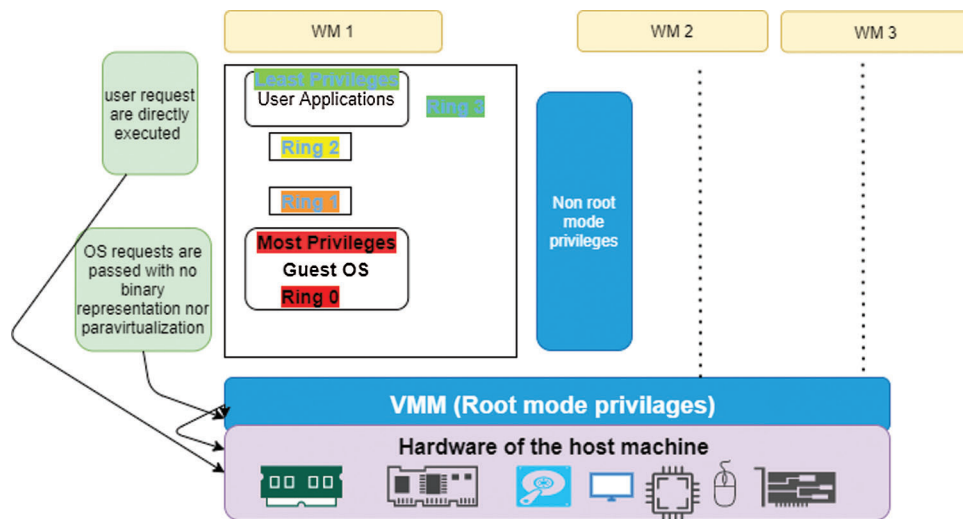 WM 1
WM 2
WM 3
user request
are directly
executed
Least Privileges
User Applications
Ring 3
Ring 2
Ring 1
Most Privileges
Guest OS
Ring 0
Non root
mode
privileges
OS requests are
passed with no
binary
representation nor
paravirtualization
VMM (Root mode privilages)
Hardware of the host machine